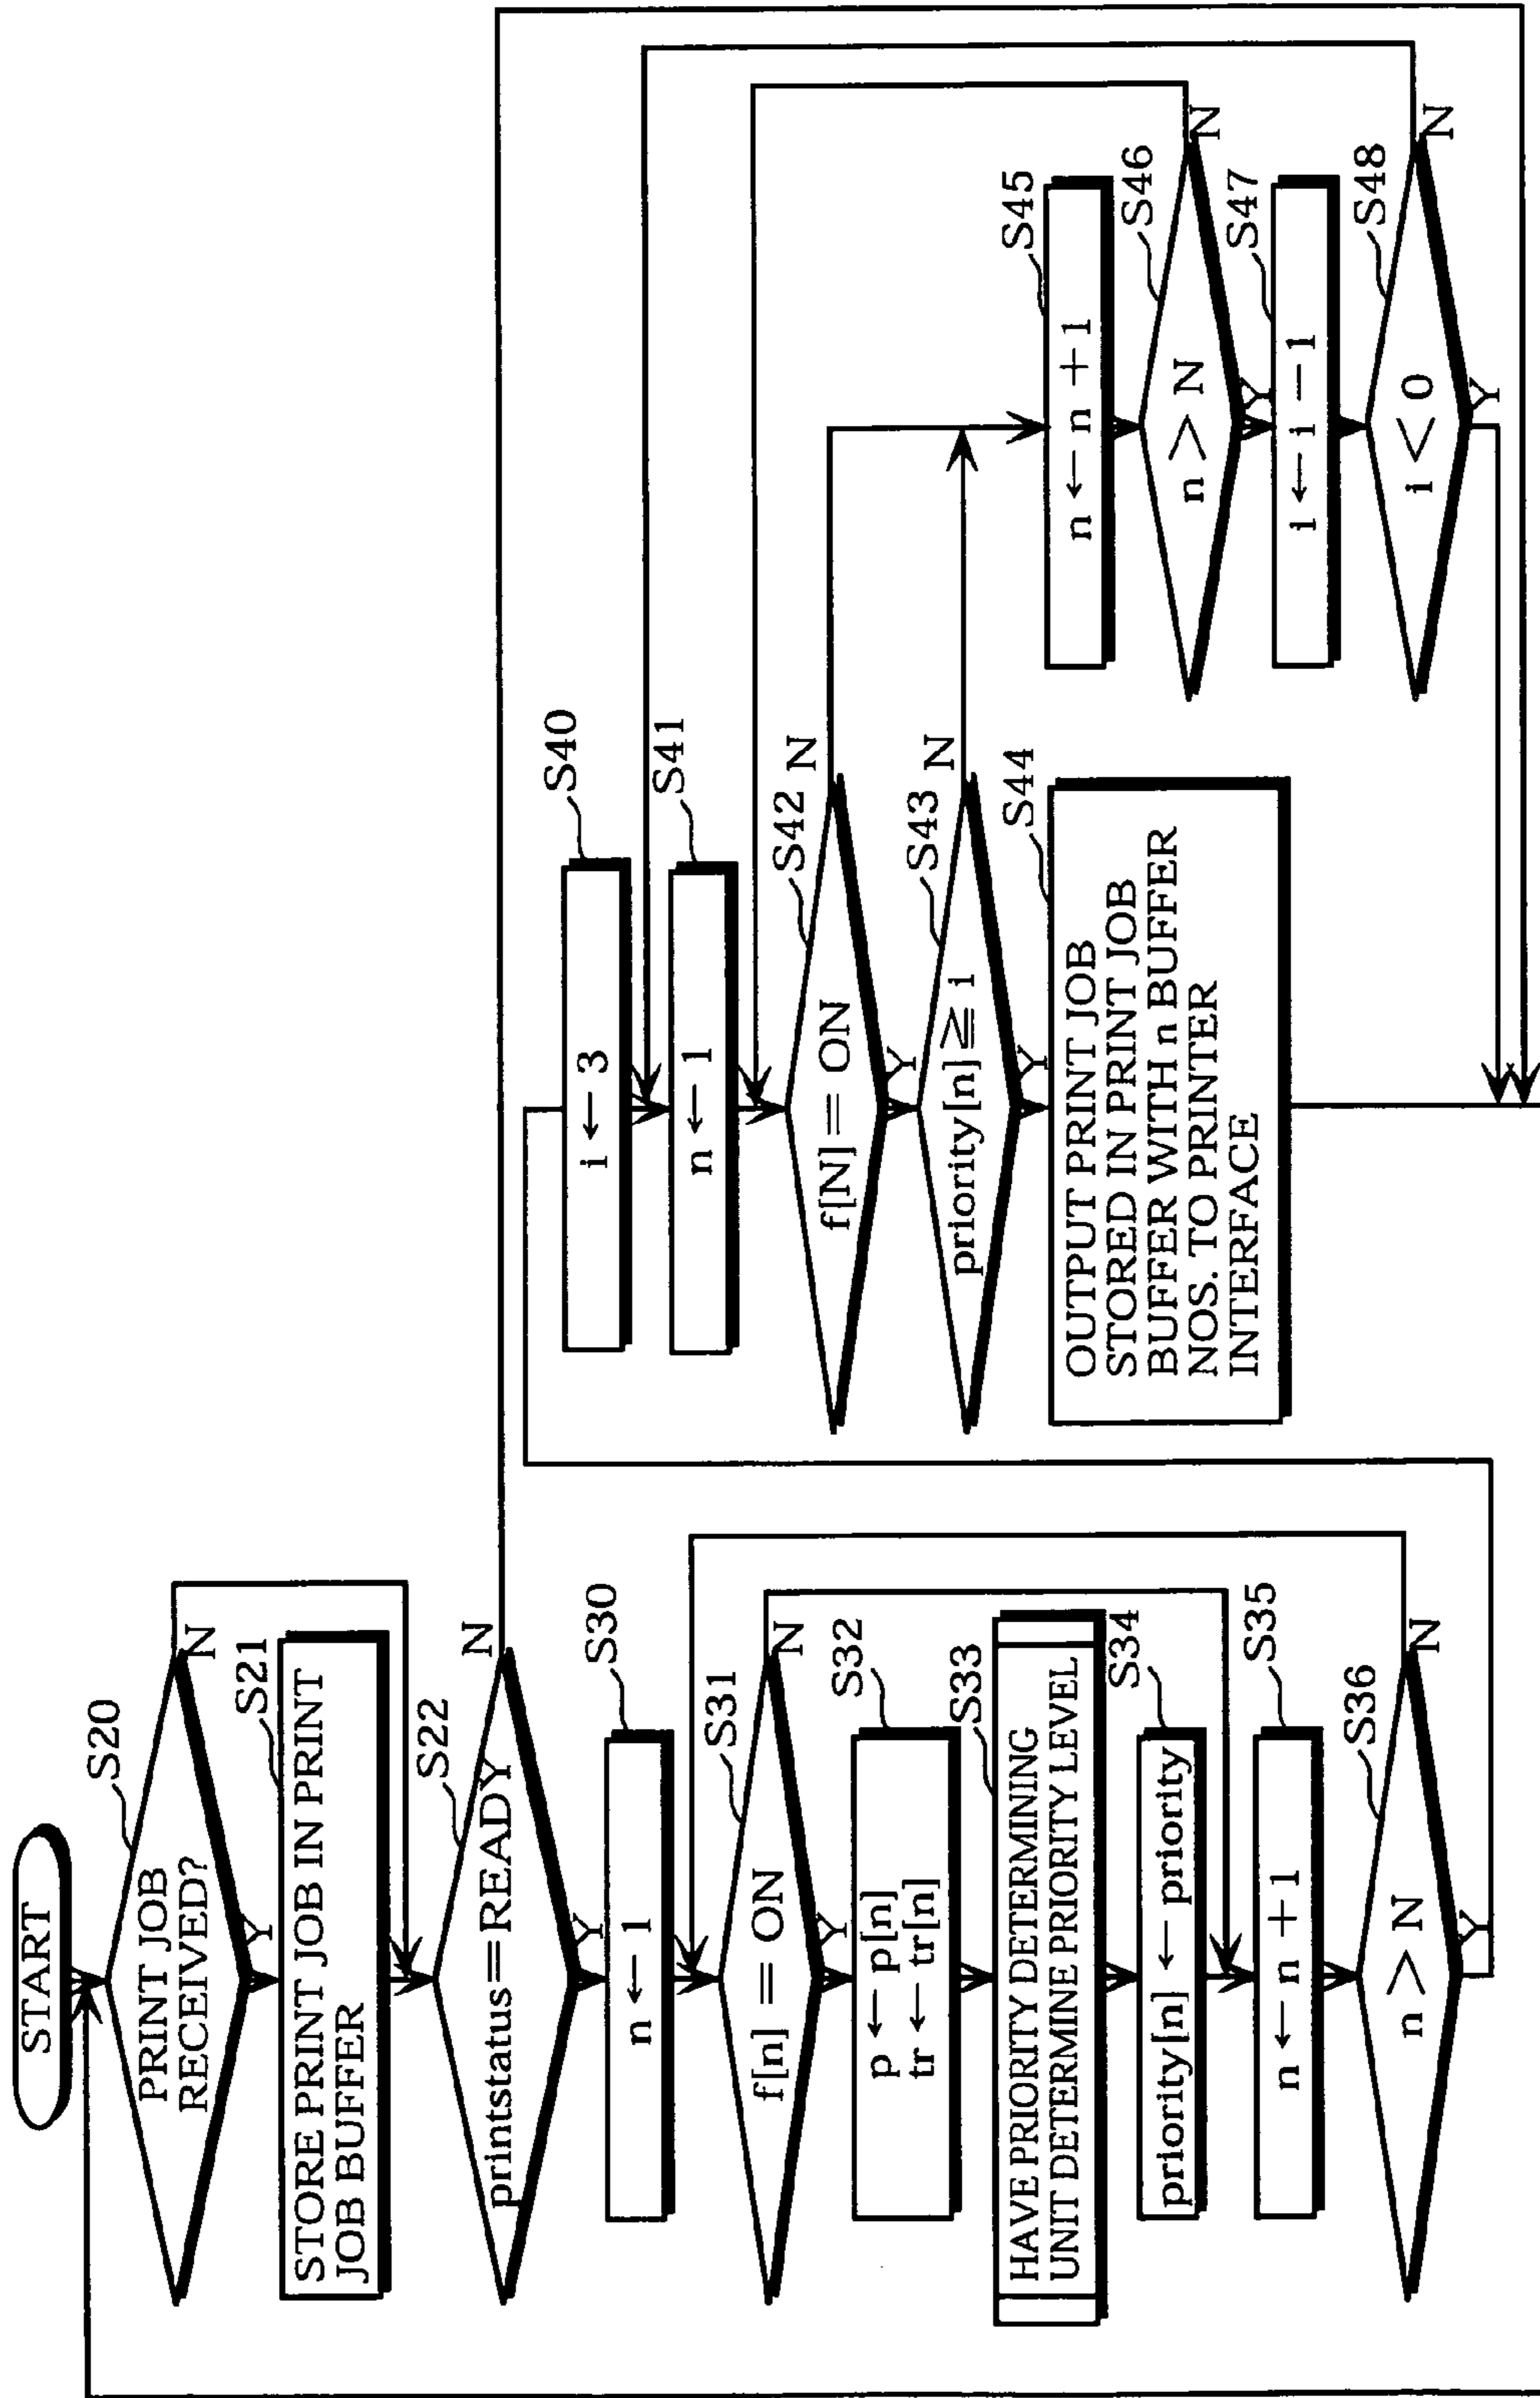 START
S20
PRINT JOB
RECEIVED?
N
Y
S21
STORE PRINT JOB IN PRINT
JOB BUFFER
S22
printstatus=READY
N
Y
S30
n ← 1
S31
f[n] = ON
N
Y
S32
p ← p[n]
tr ← tr[n]
S33
HAVE PRIORITY DETERMINING
UNIT DETERMINE PRIORITY LEVEL
S34
priority[n] ← priority
S35
n ← n +1
S36
n > N
N
Y
S40
i ← 3
S41
n ← 1
S42
f[N] = ON
N
Y
S43
priority[n] ≧ i
N
Y
S44
OUTPUT PRINT JOB
STORED IN PRINT JOB
BUFFER WITH n BUFFER
NOS. TO PRINTER
INTERFACE
S45
n ← n +1
S46
n > N
N
Y
S47
i ← i −1
S48
i < 0
N
Y